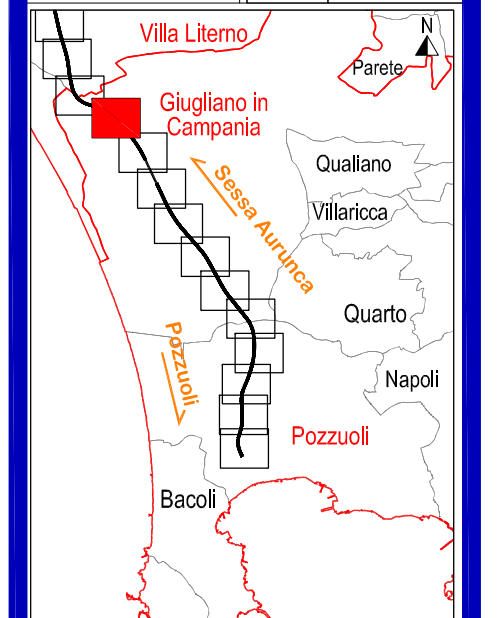 N
Villa Literno
Parete
Giugliano in
Campania
Qualiano
Sessa Aurunca
Villaricca
Quarto
Pozzuoli
Napoli
Pozzuoli
Bacoli